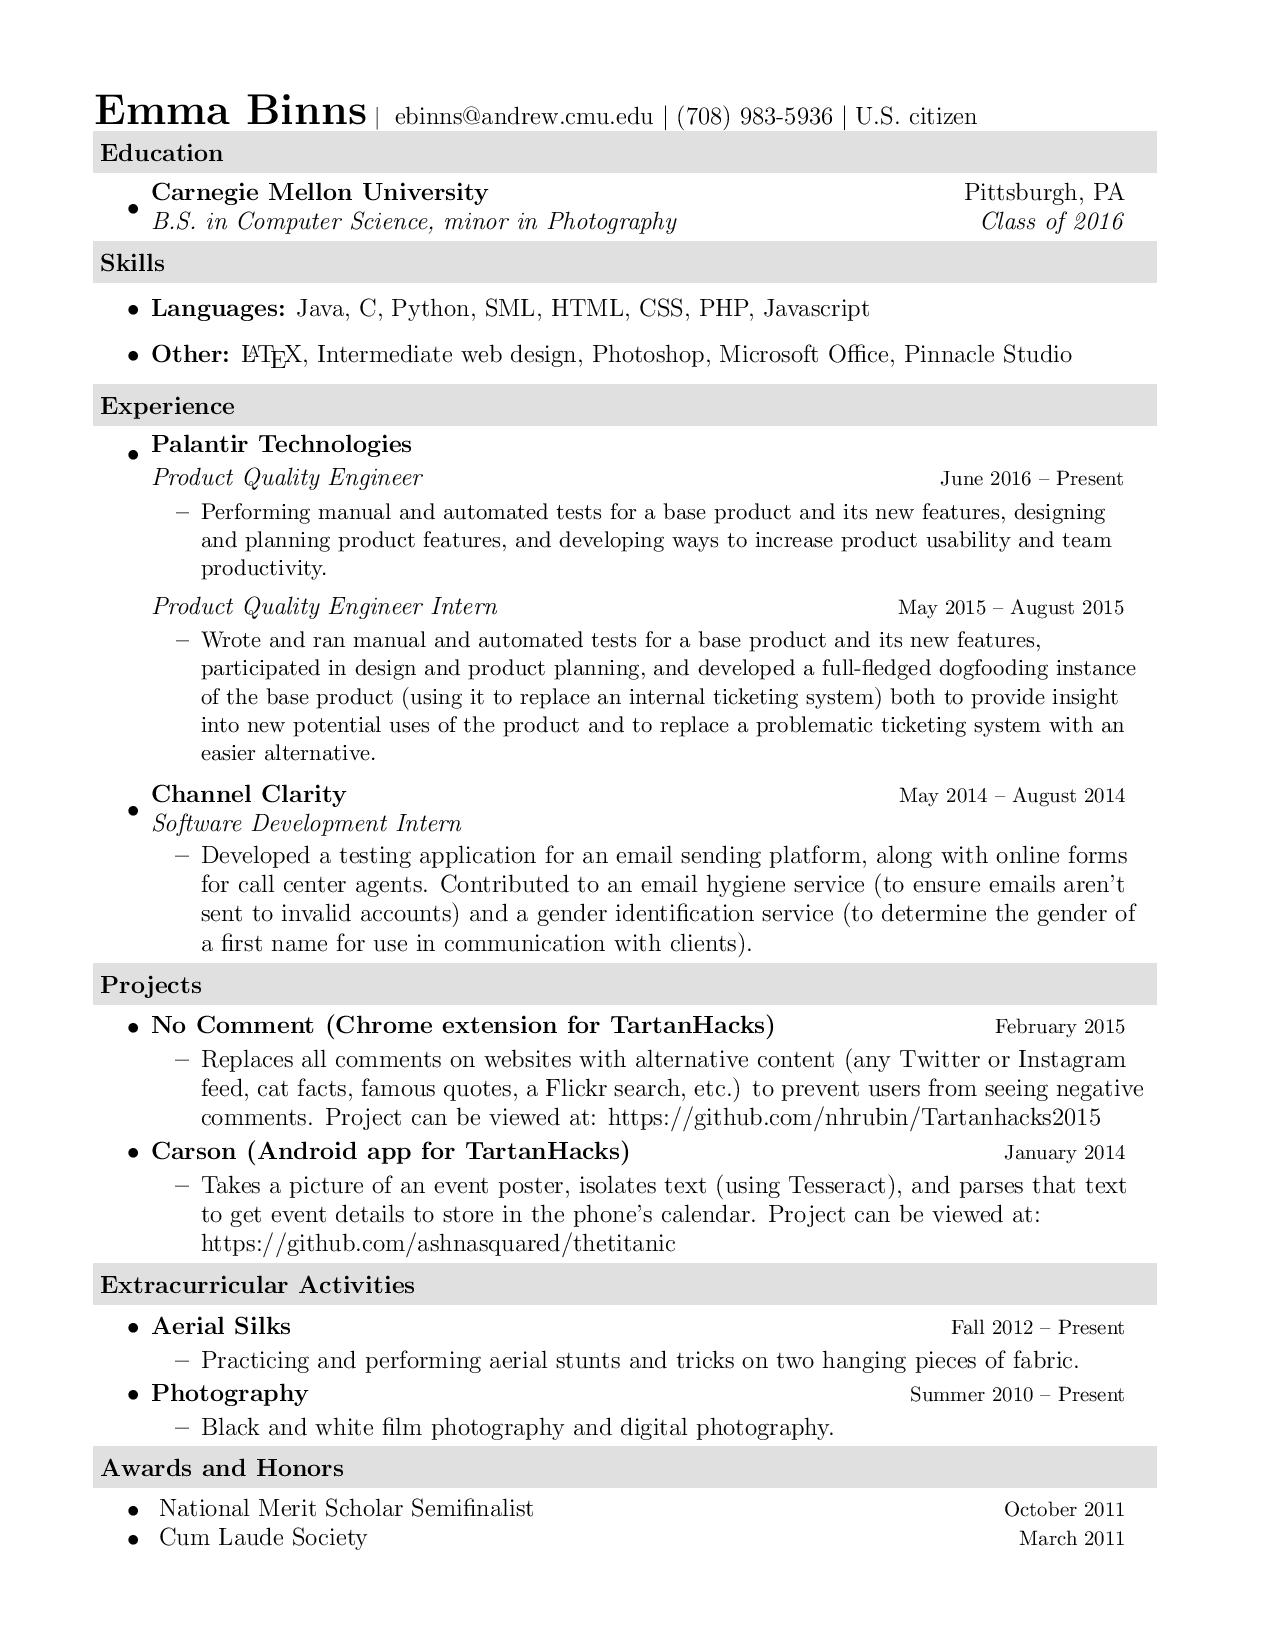 Emma Binns | ebinns@andrew.cmu.edu | (708) 983-5936 | U.S. citizen
Education
• Carnegie Mellon University Pittsburgh, PA
B.S. in Computer Science, minor in Photography Class of 2016
Skills
• Languages: Java, C, Python, SML, HTML, CSS, PHP, Javascript
• Other: LATEX, Intermediate web design, Photoshop, Microsoft Office, Pinnacle Studio
Experience
• Palantir Technologies
Product Quality Engineer June 2016 – Present
– Performing manual and automated tests for a base product and its new features, designing
and planning product features, and developing ways to increase product usability and team
productivity.
Product Quality Engineer Intern May 2015 – August 2015
– Wrote and ran manual and automated tests for a base product and its new features,
participated in design and product planning, and developed a full-fledged dogfooding instance
of the base product (using it to replace an internal ticketing system) both to provide insight
into new potential uses of the product and to replace a problematic ticketing system with an
easier alternative.
• Channel Clarity May 2014 – August 2014
Software Development Intern
– Developed a testing application for an email sending platform, along with online forms
for call center agents. Contributed to an email hygiene service (to ensure emails aren't
sent to invalid accounts) and a gender identification service (to determine the gender of
a first name for use in communication with clients).
Projects
• No Comment (Chrome extension for TartanHacks) February 2015
– Replaces all comments on websites with alternative content (any Twitter or Instagram
feed, cat facts, famous quotes, a Flickr search, etc.) to prevent users from seeing negative
comments. Project can be viewed at: https://github.com/nhrubin/Tartanhacks2015
• Carson (Android app for TartanHacks) January 2014
– Takes a picture of an event poster, isolates text (using Tesseract), and parses that text
to get event details to store in the phone's calendar. Project can be viewed at:
https://github.com/ashnasquared/thetitanic
Extracurricular Activities
• Aerial Silks Fall 2012 – Present
– Practicing and performing aerial stunts and tricks on two hanging pieces of fabric.
• Photography Summer 2010 – Present
– Black and white film photography and digital photography.
Awards and Honors
• National Merit Scholar Semifinalist October 2011
• Cum Laude Society March 2011